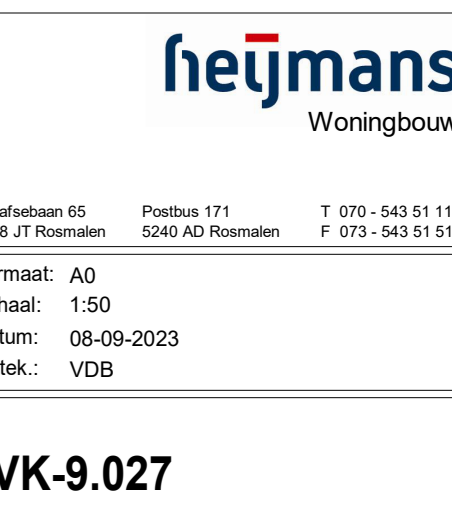 heijmans
Woningbouw
afsebaan 65 Postbus 171 T 070 - 543 51 11
8 JT Rosmalen 5240 AD Rosmalen F 073 - 543 51 51
rmaat: A0
haal: 1:50
tum: 08-09-2023
tek.: VDB
VK-9.027